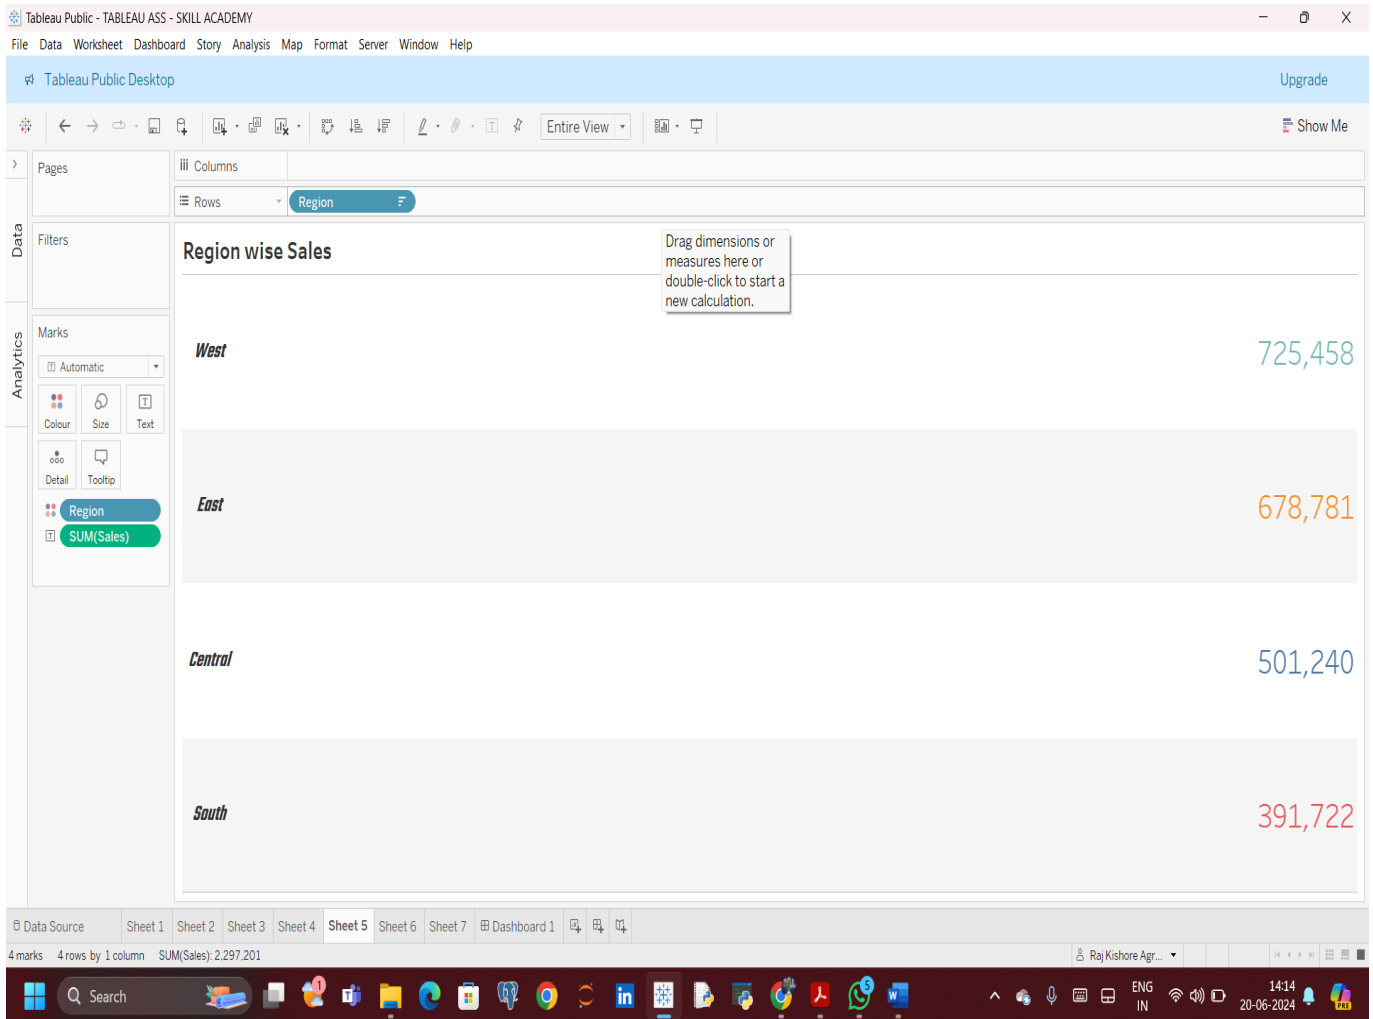 Tableau Public - TABLEAU ASS - SKILL ACADEMY
File Data Worksheet Dashboard Story Analysis Map Format Server Window Help
Tableau Public Desktop
Upgrade
Entire View
Show Me
Pages
Columns
Rows
Region
Data
Filters
Region wise Sales
Drag dimensions or
measures here or
double-click to start a
new calculation.
Analytics
Marks
Automatic
Colour Size Text
Detail Tooltip
Region
SUM(Sales)
West 725,458
East 678,781
Central 501,240
South 391,722
Data Source Sheet 1 Sheet 2 Sheet 3 Sheet 4 Sheet 5 Sheet 6 Sheet 7 Dashboard 1
4 marks 4 rows by 1 column SUM(Sales): 2,297,201
Raj Kishore Agr...
Search
1
in
5
W
PRE
ENG
IN
14:14
20-06-2024